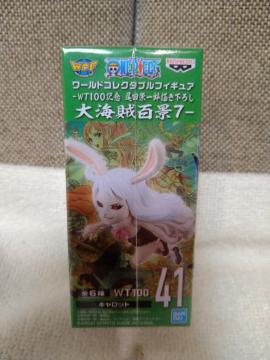 WCF
ONE PIECE
BANPRESTO
ワールドコレクタブルフィギュア
-WT100記念 尾田栄一郎描き下ろし
大海賊百景7-
全6種
WT100
41
キャロット
BANDAI